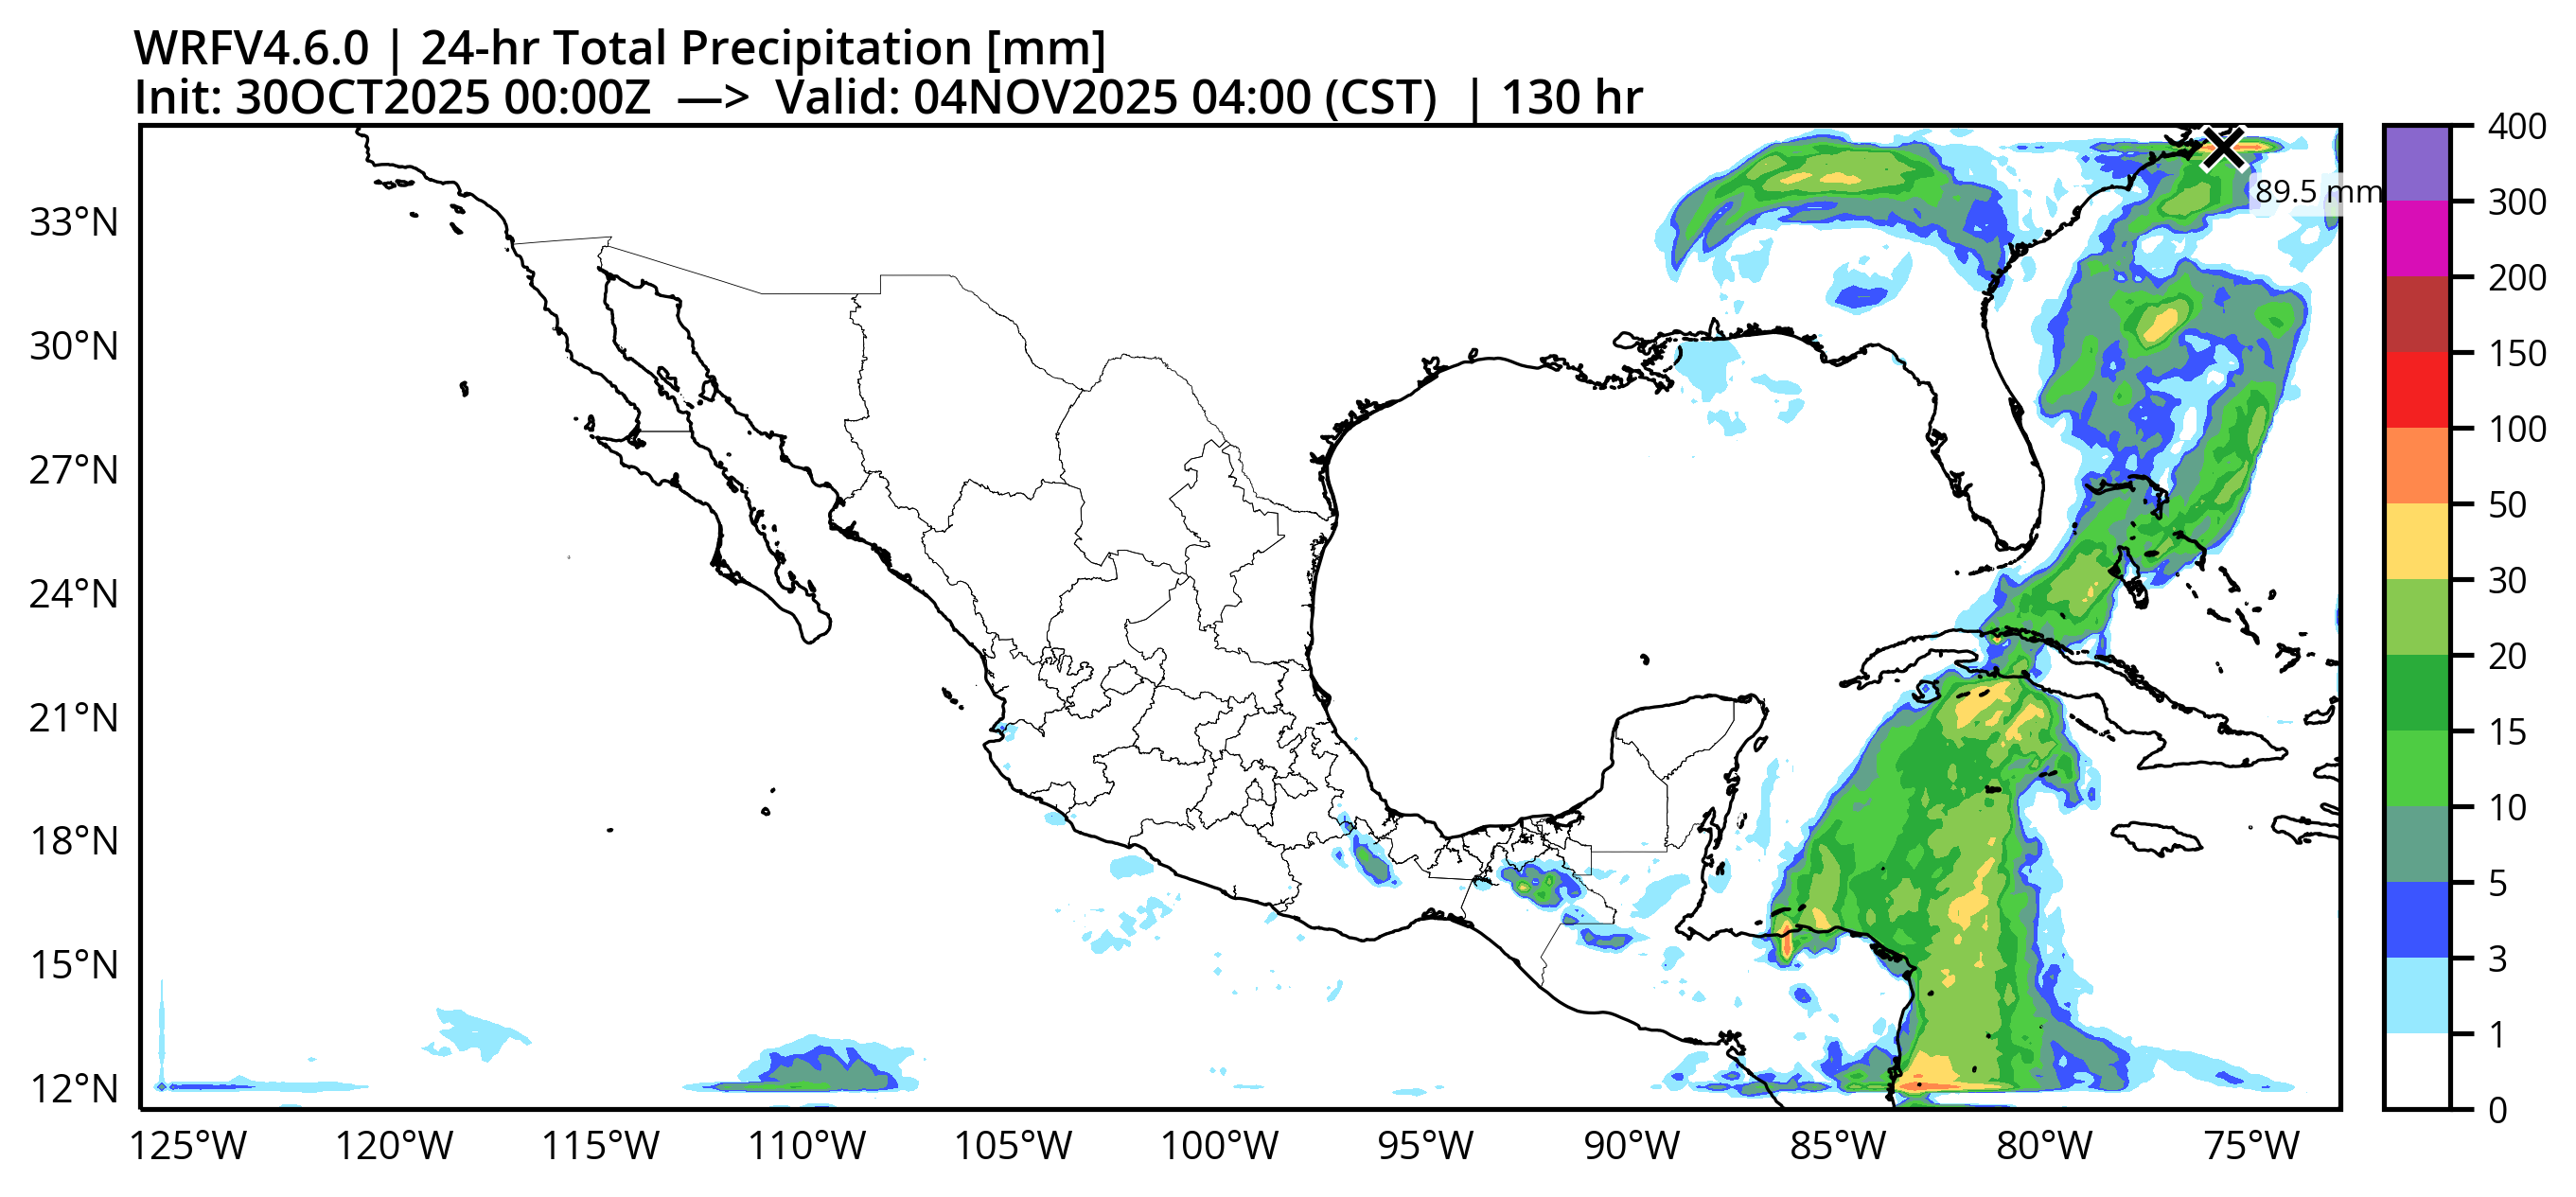 WRFV4.6.0 | 24-hr Total Precipitation [mm]
Init: 30OCT2025 00:00Z —> Valid: 04NOV2025 04:00 (CST) | 130 hr
89.5 mm
33°N
30°N
27°N
24°N
21°N
18°N
15°N
12°N
125°W 120°W 115°W 110°W 105°W 100°W 95°W 90°W 85°W 80°W 75°W
400
300
200
150
100
50
30
20
15
10
5
3
1
0